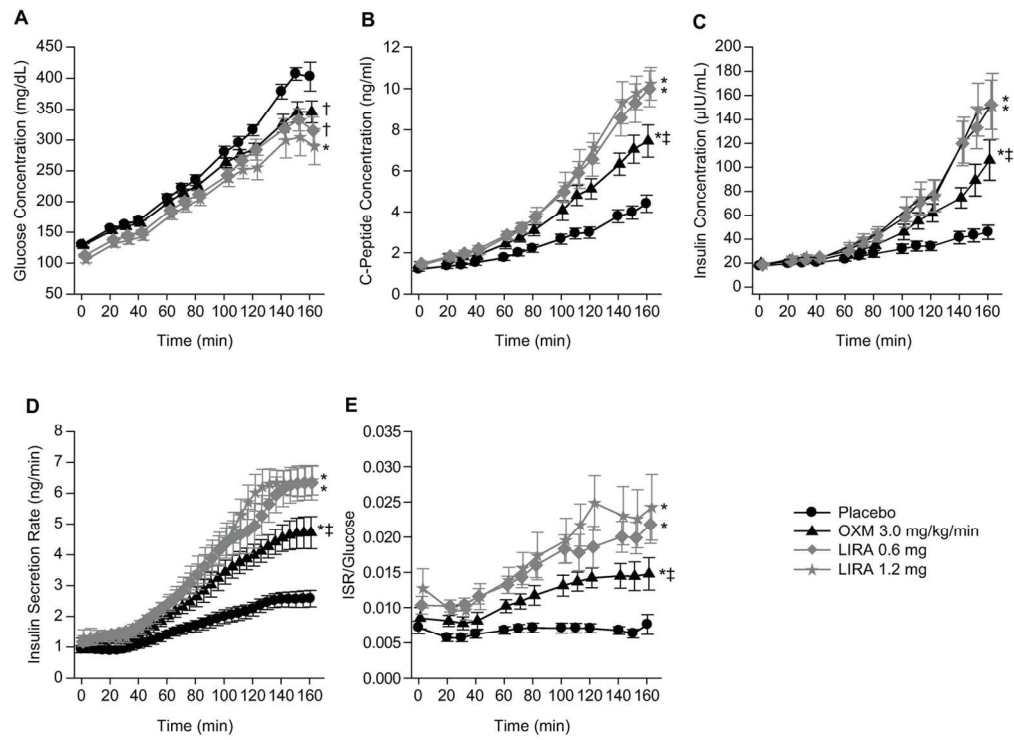 A
Glucose Concentration (mg/dL)
450
400
350
300
250
200
150
100
50
†
†
*
0 20 40 60 80 100 120 140 160
Time (min)
B
C-Peptide Concentration (ng/ml)
12
10
8
6
4
2
0
*
*
*‡
0 20 40 60 80 100 120 140 160
Time (min)
C
Insulin Concentration (µIU/mL)
200
180
160
140
120
100
80
60
40
20
0
*
*
*‡
0 20 40 60 80 100 120 140 160
Time (min)
D
Insulin Secretion Rate (ng/min)
8
7
6
5
4
3
2
1
0
*
*
*‡
0 20 40 60 80 100 120 140 160
Time (min)
E
ISR/Glucose
0.035
0.030
0.025
0.020
0.015
0.010
0.005
0.000
*
*
*‡
0 20 40 60 80 100 120 140 160
Time (min)
Placebo
OXM 3.0 mg/kg/min
LIRA 0.6 mg
LIRA 1.2 mg